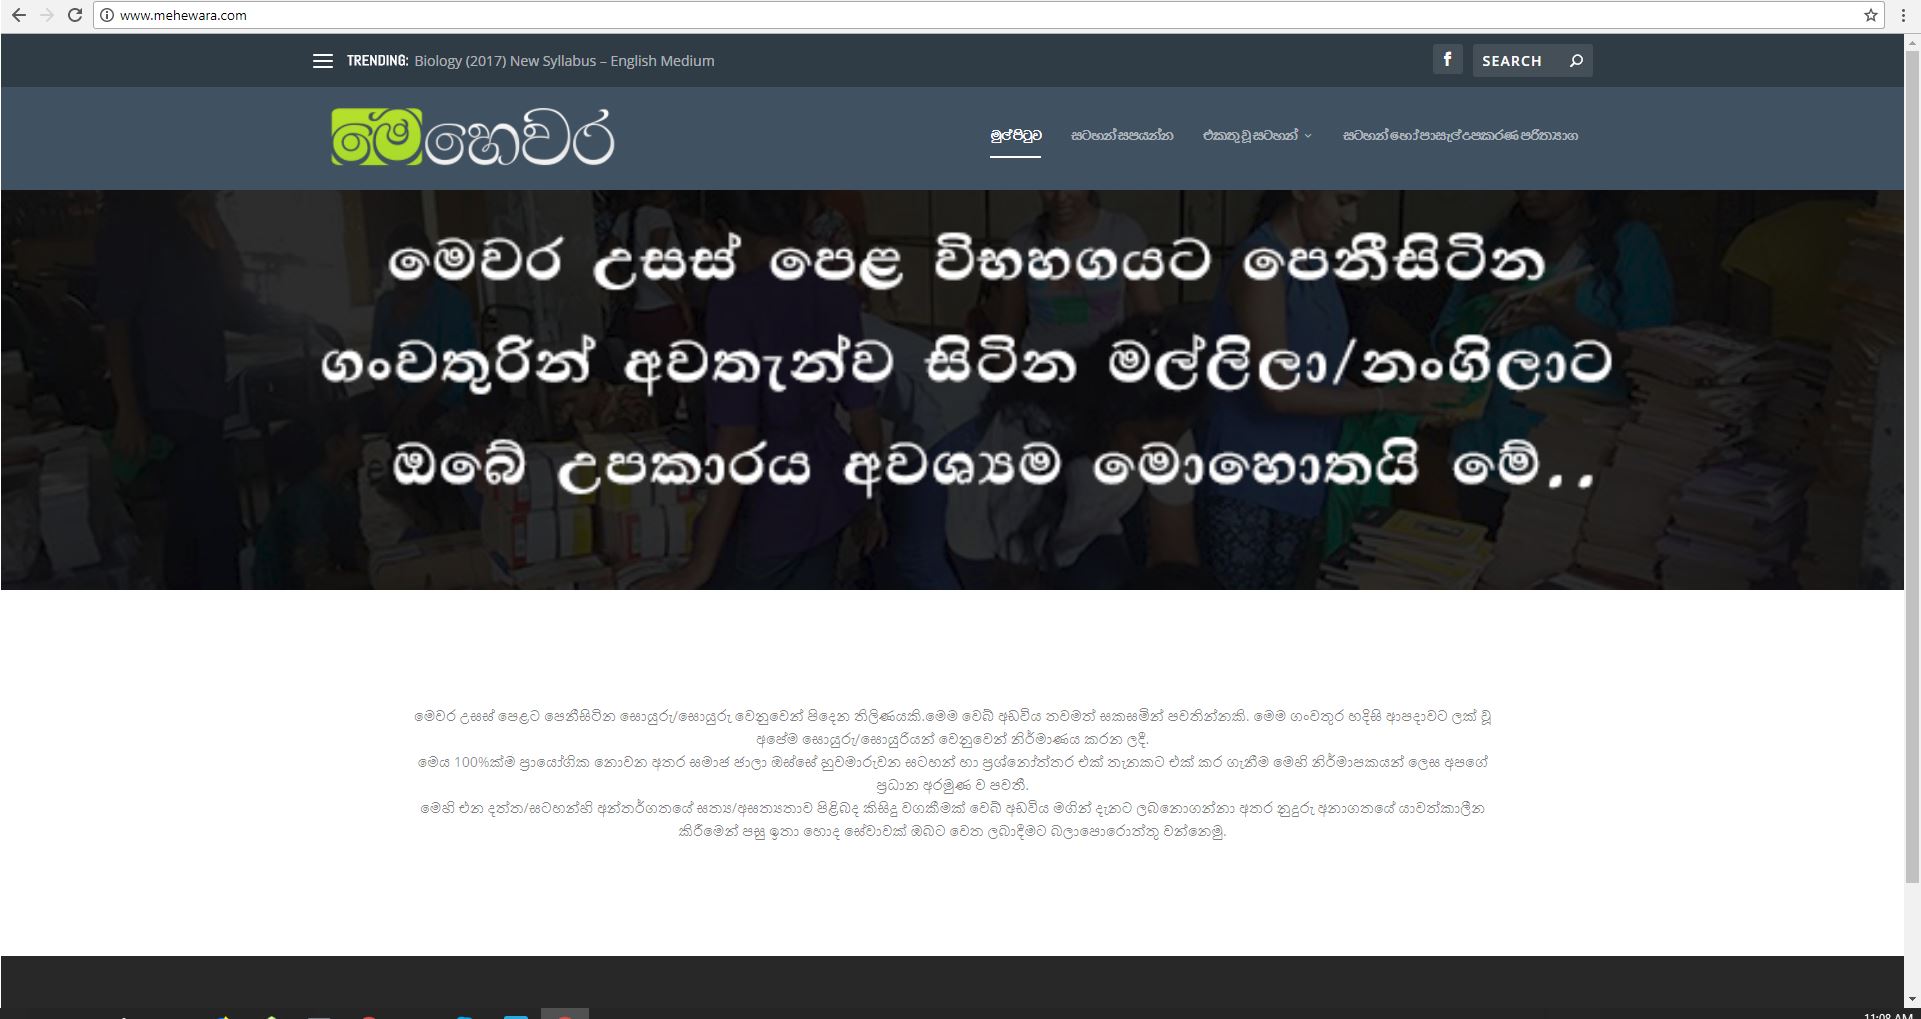 www.mehewara.com
TRENDING: Biology (2017) New Syllabus – English Medium
SEARCH
මෙහෙවර
මුල් පිටුව
සටහන් සපයන්න
එකතු වූ සටහන්
සටහන් හෝ පාසැල් උපකරණ පරිත්‍යාග
මෙවර උසස් පෙළ විභහගයට පෙනීසිටින
ගංවතුරින් අවතැන්ව සිටින මල්ලිලා/නංගිලාට
ඔබේ උපකාරය අවශ්‍යම මොහොතයි මේ..
මෙවර උසස් පෙළට පෙනීසිටින සොයුරු/සොයුරු වෙනුවෙන් පිදෙන තිලිණයකි.මෙම වෙබ් අඩවිය තවමත් සකසමින් පවතින්නකි. මෙම ගංවතුර හදිසි ආපදාවට ලක් වූ
අපේම සොයුරු/සොයුරියන් වෙනුවෙන් නිර්මාණය කරන ලදී.
මෙය 100%ක්ම ප්‍රායෝගික නොවන අතර සමාජ ජාලා ඔස්සේ හුවමාරුවන සටහන් හා ප්‍රශ්නෝත්තර එක් තැනකට එක් කර ගැනීම මෙහි නිර්මාපකයන් ලෙස අපගේ
ප්‍රධාන අරමුණ ව පවතී.
මෙහි එන දත්ත/සටහන්හි අන්තර්ගතයේ සත්‍ය/අසත්‍යතාව පිළිබද කිසිදු වගකීමක් වෙබ් අඩවිය මගින් දැනට ලබනොගන්නා අතර නුදුරු අනාගතයේ යාවත්කාලීන
කිරීමෙන් පසු ඉතා හොද සේවාවක් ඔබට වෙත ලබාදීමට බලාපොරොත්තු වන්නෙමු.
11:08 AM